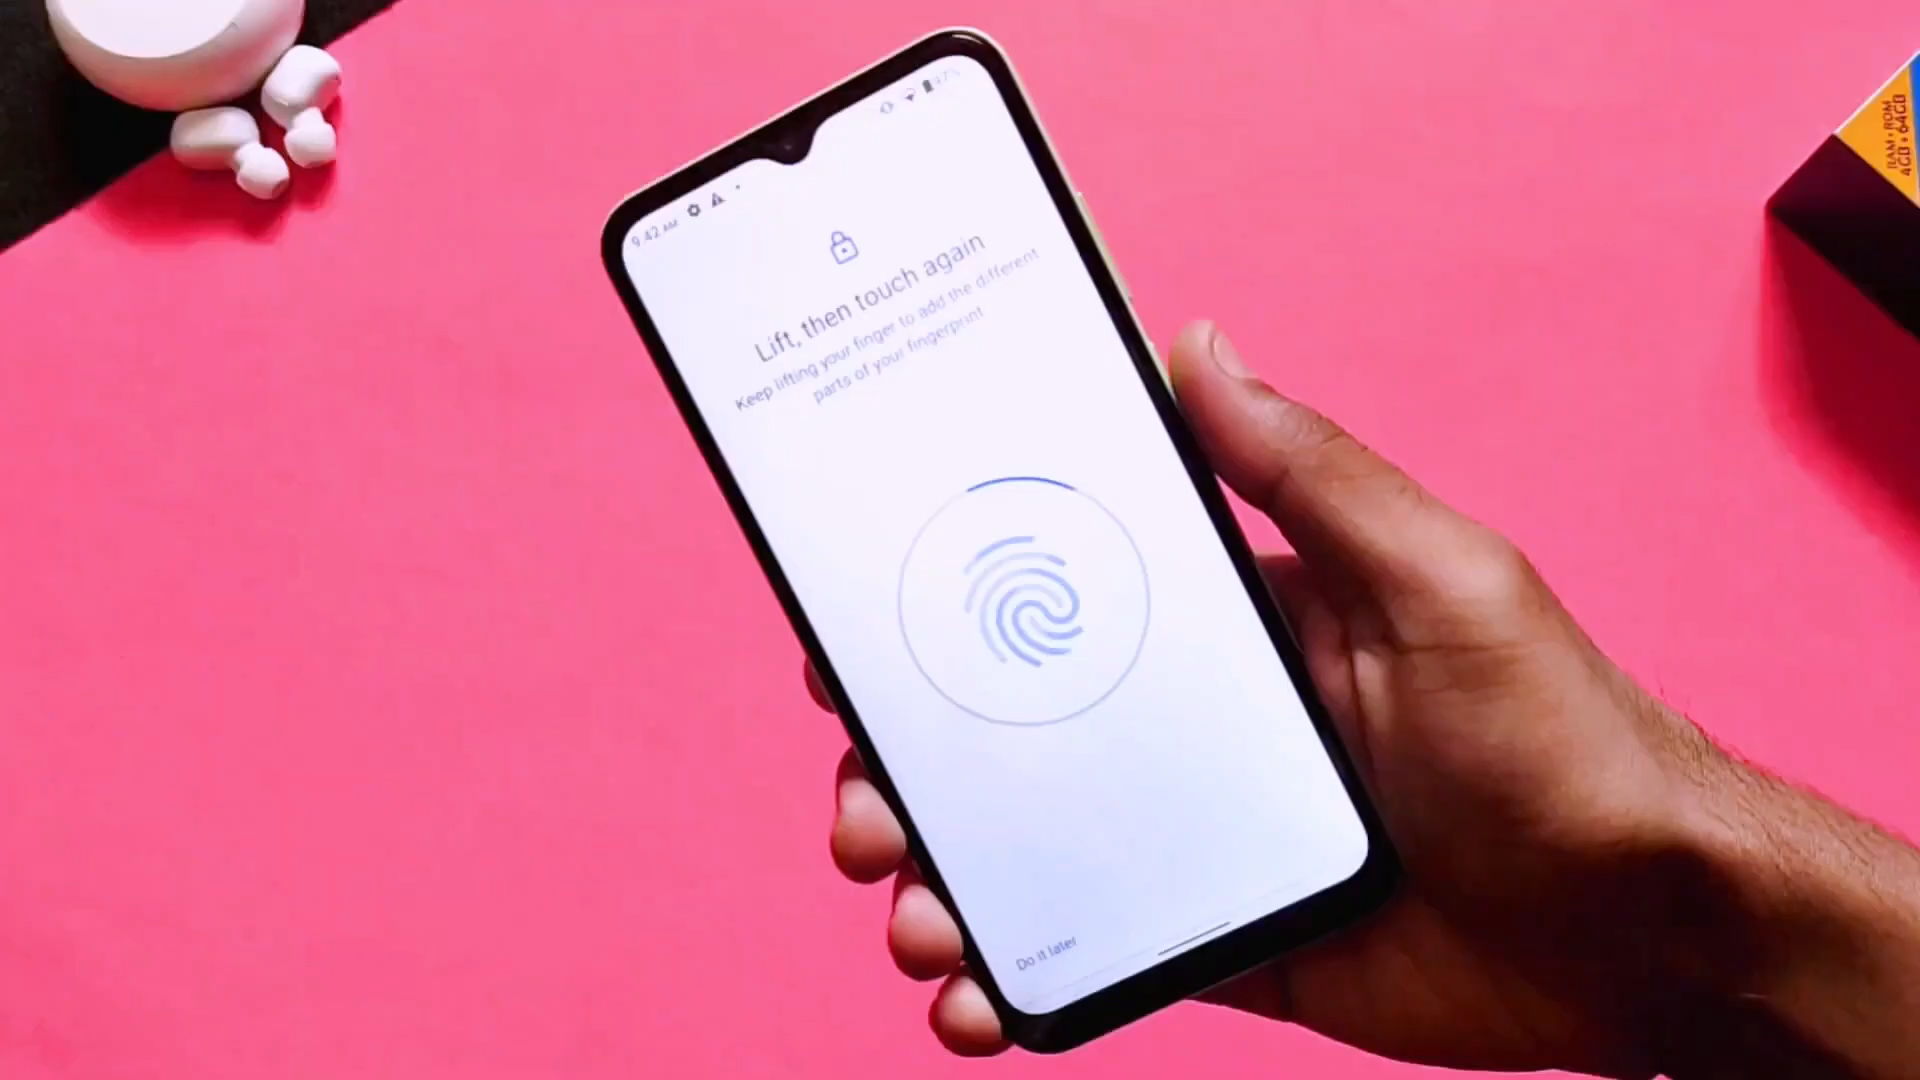 9:42 AM
97%
Lift, then touch again
Keep lifting your finger to add the different
parts of your fingerprint
Do it later
RAM + ROM
4GB + 64GB